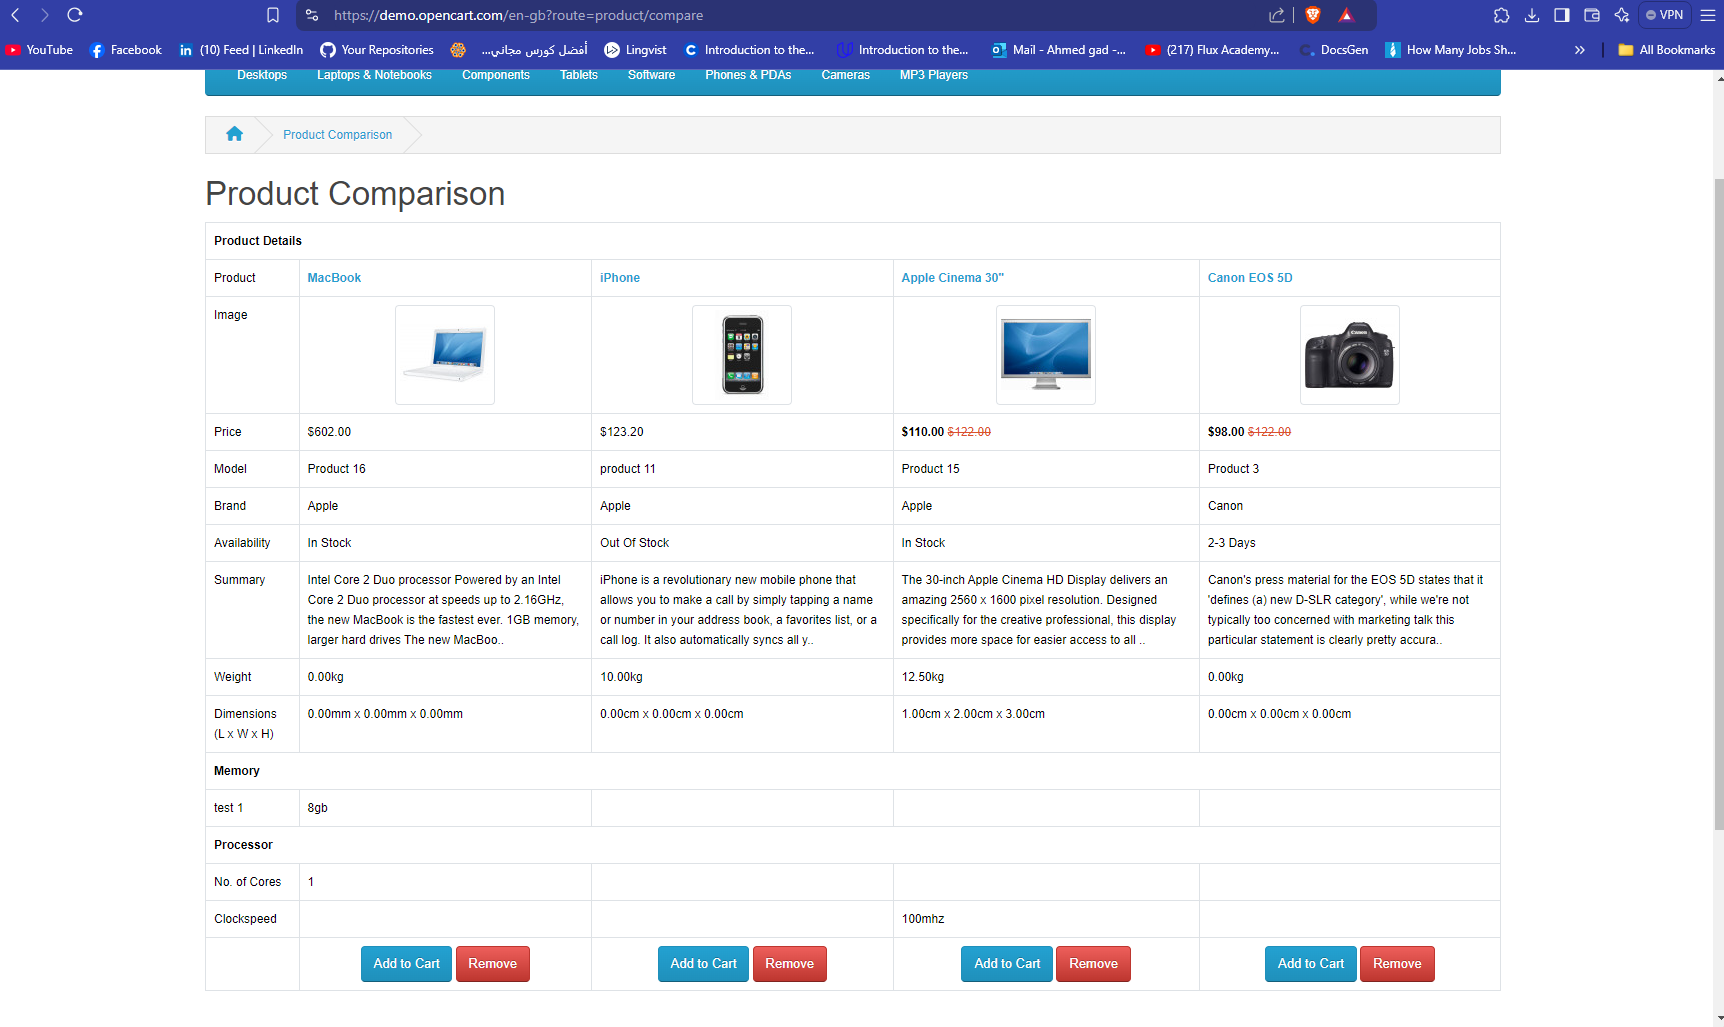 https://demo.opencart.com/en-gb?route=product/compare
VPN
YouTube
Facebook
(10) Feed | LinkedIn
Your Repositories
أفضل كورس مجاني...
Lingvist
Introduction to the...
Introduction to the...
Mail - Ahmed gad -...
(217) Flux Academy...
DocsGen
How Many Jobs Sh...
All Bookmarks
Desktops Laptops & Notebooks Components Tablets Software Phones & PDAs Cameras MP3 Players
Product Comparison
Product Comparison
Product Details
Product MacBook iPhone Apple Cinema 30" Canon EOS 5D
Image
Price $602.00 $123.20 $110.00 $122.00 $98.00 $122.00
Model Product 16 product 11 Product 15 Product 3
Brand Apple Apple Apple Canon
Availability In Stock Out Of Stock In Stock 2-3 Days
Summary
Intel Core 2 Duo processor Powered by an Intel
Core 2 Duo processor at speeds up to 2.16GHz,
the new MacBook is the fastest ever. 1GB memory,
larger hard drives The new MacBoo..
iPhone is a revolutionary new mobile phone that
allows you to make a call by simply tapping a name
or number in your address book, a favorites list, or a
call log. It also automatically syncs all y..
The 30-inch Apple Cinema HD Display delivers an
amazing 2560 x 1600 pixel resolution. Designed
specifically for the creative professional, this display
provides more space for easier access to all ..
Canon's press material for the EOS 5D states that it
'defines (a) new D-SLR category', while we're not
typically too concerned with marketing talk this
particular statement is clearly pretty accura..
Weight 0.00kg 10.00kg 12.50kg 0.00kg
Dimensions
(L x W x H)
0.00mm x 0.00mm x 0.00mm 0.00cm x 0.00cm x 0.00cm 1.00cm x 2.00cm x 3.00cm 0.00cm x 0.00cm x 0.00cm
Memory
test 1 8gb
Processor
No. of Cores 1
Clockspeed 100mhz
Add to Cart Remove Add to Cart Remove Add to Cart Remove Add to Cart Remove